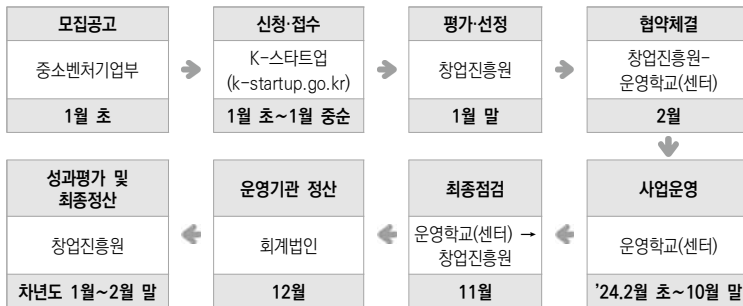 모집공고
중소벤처기업부
1월 초
신청·접수
K-스타트업
(k-startup.go.kr)
1월 초~1월 중순
평가·선정
창업진흥원
1월 말
협약체결
창업진흥원-
운영학교(센터)
2월
사업운영
운영학교(센터)
’24.2월 초~10월 말
최종점검
운영학교(센터) →
창업진흥원
11월
운영기관 정산
회계법인
12월
성과평가 및
최종정산
창업진흥원
차년도 1월~2월 말